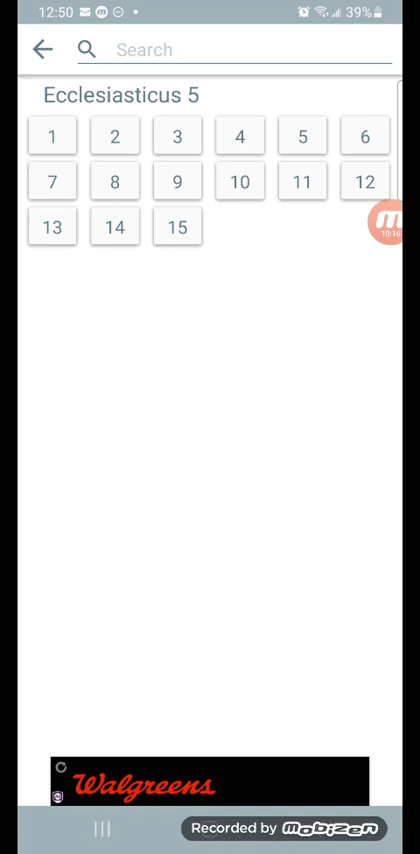 12:50 39%
Search
Ecclesiasticus 5
1 2 3 4 5 6
7 8 9 10 11 12
13 14 15
10:16
Walgreens
Recorded by MOBIZEN